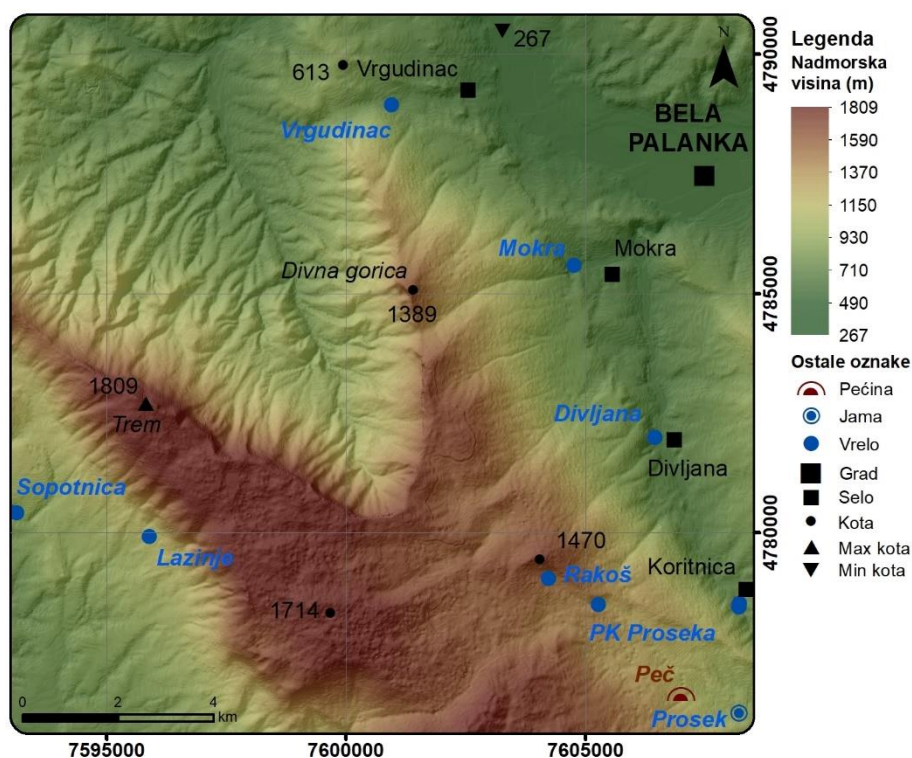 267
N
613
Vrgudinac
Vrgudinac
BELA
PALANKA
Mokra
Mokra
Divna gorica
1389
1809
Trem
Divljana
Divljana
Sopotnica
Lazinje
1470
Rakoš
Koritnica
1714
PK Proseka
Peč
Prosek
0
2
4
km
7595000
7600000
7605000
4790000
4785000
4780000
Legenda
Nadmorska
visina (m)
1809
1590
1370
1150
930
710
490
267
Ostale oznake
Pećina
Jama
Vrelo
Grad
Selo
Kota
Max kota
Min kota